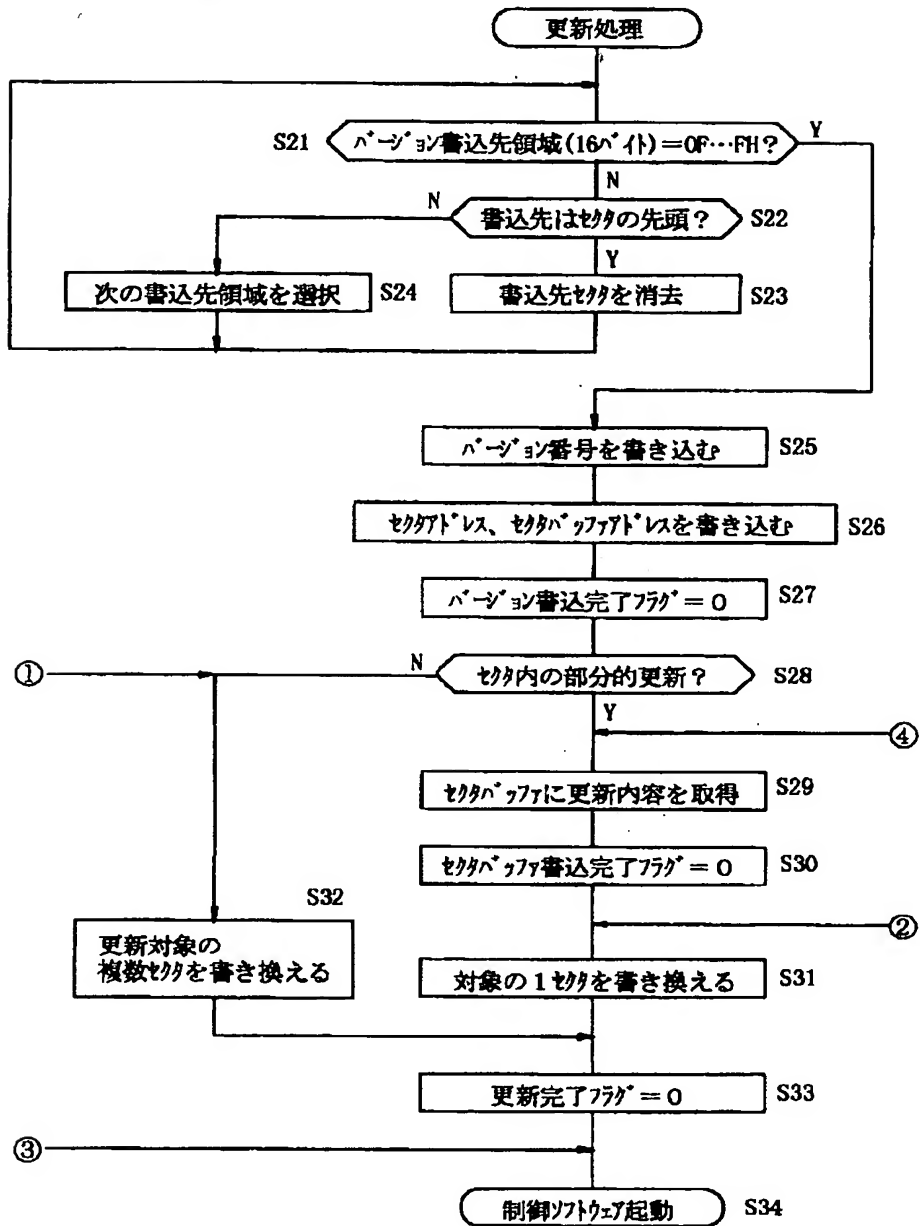 更新処理
S21
バージョン書込先領域(16バイト)=0F…FH?
Y
N
N
書込先はセクタの先頭?
S22
Y
次の書込先領域を選択
S24
書込先セクタを消去
S23
バージョン番号を書き込む
S25
セクタアドレス、セクタバッファアドレスを書き込む
S26
バージョン書込完了フラグ=0
S27
①
N
セクタ内の部分的更新?
S28
Y
④
セクタバッファに更新内容を取得
S29
セクタバッファ書込完了フラグ=0
S30
S32
②
更新対象の
複数セクタを書き換える
対象の1セクタを書き換える
S31
更新完了フラグ=0
S33
③
制御ソフトウェア起動
S34